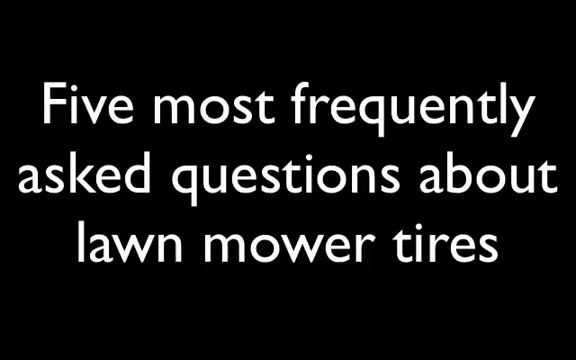 Five most frequently
asked questions about
lawn mower tires